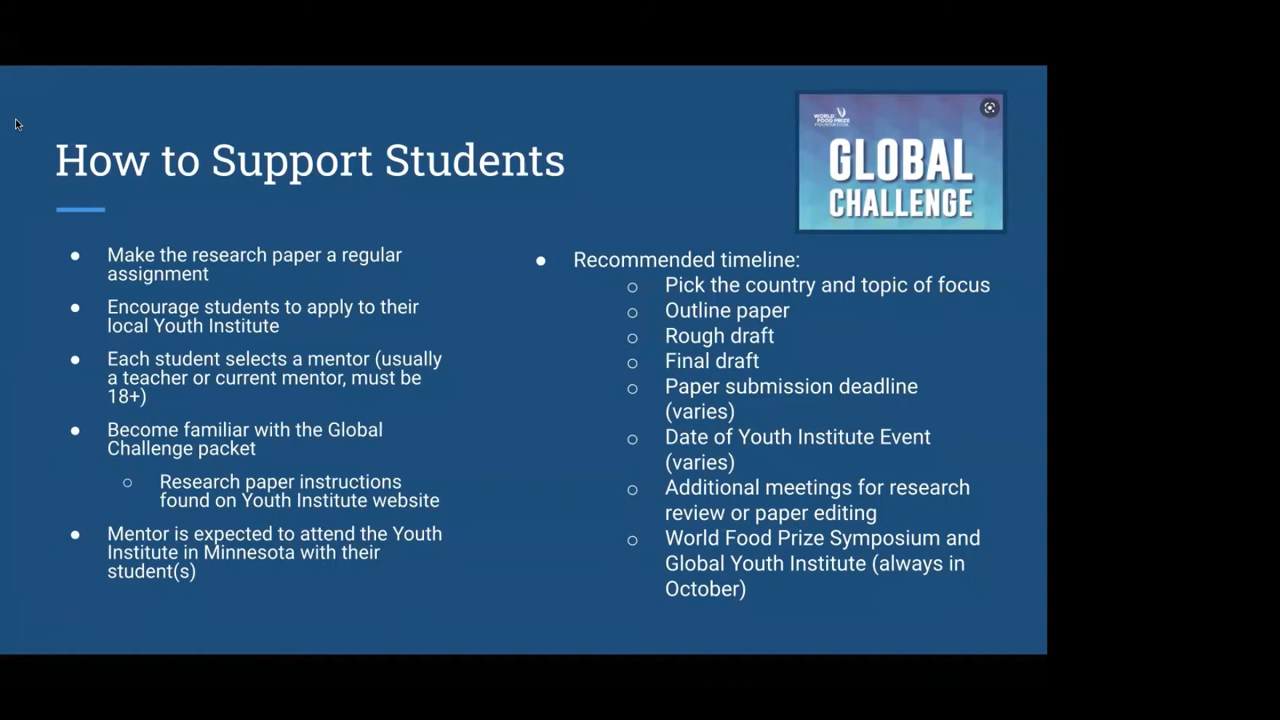 How to Support Students
WORLD
FOOD PRIZE
FOUNDATION
GLOBAL
CHALLENGE
● Make the research paper a regular
assignment
● Encourage students to apply to their
local Youth Institute
● Each student selects a mentor (usually
a teacher or current mentor, must be
18+)
● Become familiar with the Global
Challenge packet
○ Research paper instructions
found on Youth Institute website
● Mentor is expected to attend the Youth
Institute in Minnesota with their
student(s)
● Recommended timeline:
○ Pick the country and topic of focus
○ Outline paper
○ Rough draft
○ Final draft
○ Paper submission deadline
(varies)
○ Date of Youth Institute Event
(varies)
○ Additional meetings for research
review or paper editing
○ World Food Prize Symposium and
Global Youth Institute (always in
October)